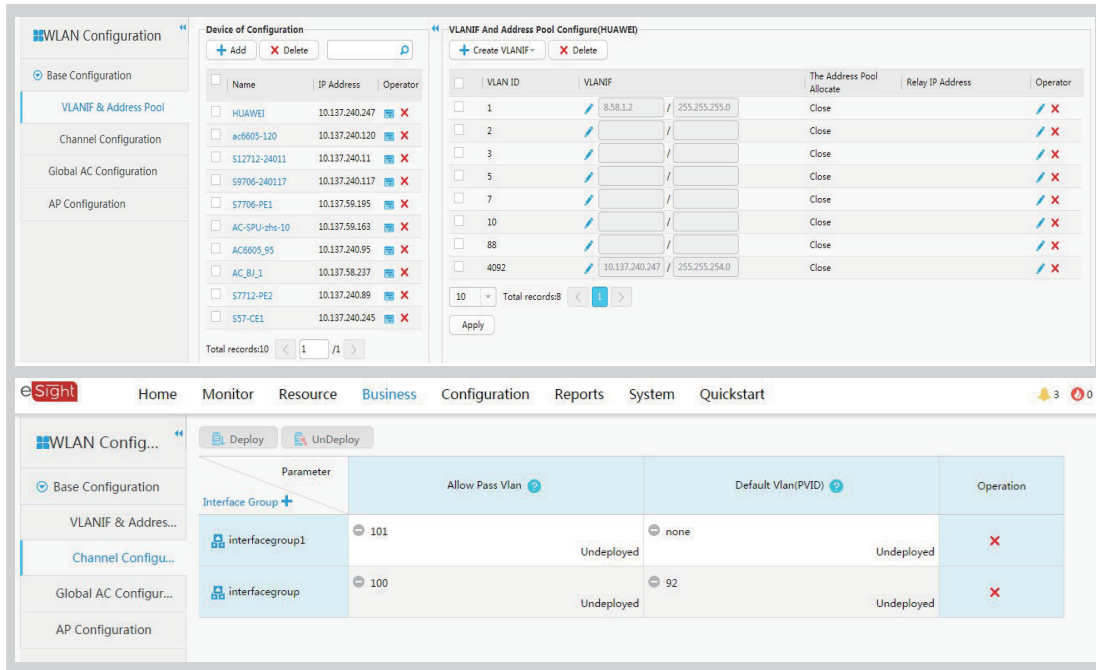 WLAN Configuration
Base Configuration
VLANIF & Address Pool
Channel Configuration
Global AC Configuration
AP Configuration
Device of Configuration
Add Delete
Name IP Address Operator
HUAWEI 10.137.240.247
ac6605-120 10.137.240.120
S12712-24011 10.137.240.11
S9706-240117 10.137.240.117
S7706-PE1 10.137.59.195
AC-SPU-zhs-10 10.137.59.163
AC6605_95 10.137.240.95
AC_BJ_1 10.137.58.237
S7712-PE2 10.137.240.89
S57-CE1 10.137.240.245
Total records:10 1 /1
VLANIF And Address Pool Configure(HUAWEI)
Create VLANIF Delete
VLAN ID VLANIF The Address Pool Allocate Relay IP Address Operator
1 8.58.1.2 / 255.255.255.0 Close
2 / Close
3 / Close
5 / Close
7 / Close
10 / Close
88 / Close
4092 10.137.240.247 / 255.255.254.0 Close
10 Total records:8 1
Apply
eSight Home Monitor Resource Business Configuration Reports System Quickstart 3 0
WLAN Config...
Base Configuration
VLANIF & Addres...
Channel Configu...
Global AC Configur...
AP Configuration
Deploy UnDeploy
Parameter
Interface Group
Allow Pass Vlan ? Default Vlan(PVID) ? Operation
interfacegroup1 101 Undeployed none Undeployed
interfacegroup 100 Undeployed 92 Undeployed